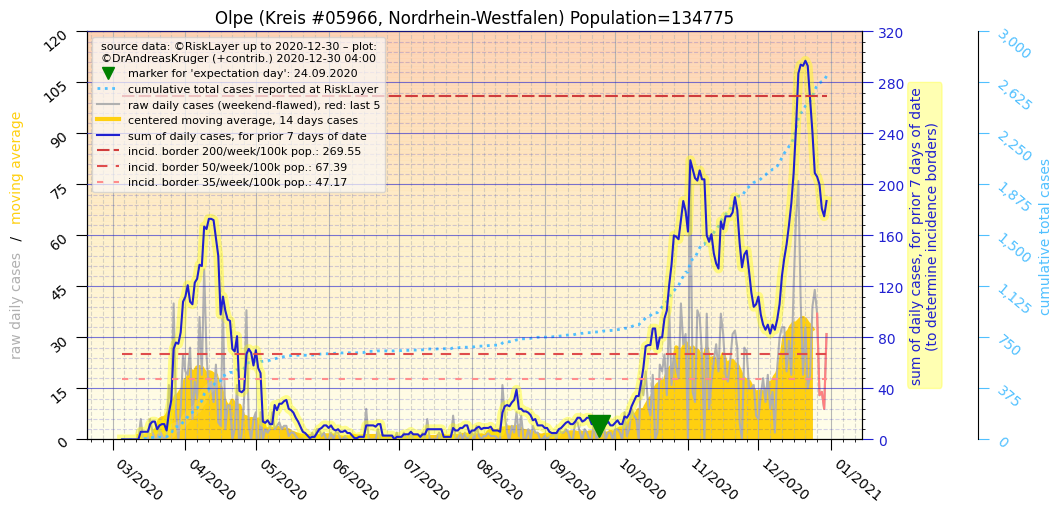 Olpe (Kreis #05966, Nordrhein-Westfalen) Population=134775
source data: ©RiskLayer up to 2020-12-30 – plot:
©DrAndreasKruger (+contrib.) 2020-12-30 04:00
marker for 'expectation day': 24.09.2020
cumulative total cases reported at RiskLayer
raw daily cases (weekend-flawed), red: last 5
centered moving average, 14 days cases
sum of daily cases, for prior 7 days of date
incid. border 200/week/100k pop.: 269.55
incid. border 50/week/100k pop.: 67.39
incid. border 35/week/100k pop.: 47.17
raw daily cases / moving average
120
105
90
75
60
45
30
15
0
03/2020
04/2020
05/2020
06/2020
07/2020
08/2020
09/2020
10/2020
11/2020
12/2020
01/2021
320
280
240
200
160
120
80
40
0
sum of daily cases, for prior 7 days of date
(to determine incidence borders)
3,000
2,625
2,250
1,875
1,500
1,125
750
375
0
cumulative total cases